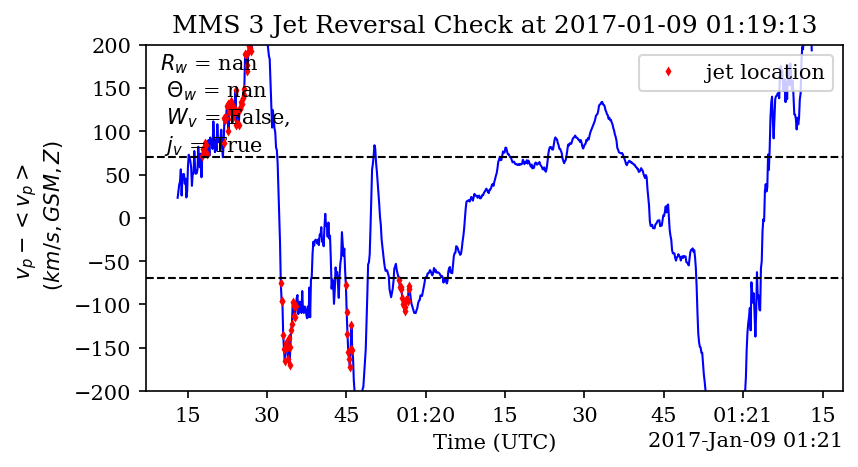 MMS 3 Jet Reversal Check at 2017-01-09 01:19:13
R_w = nan
Θ_w = nan
W_v = False,
j_v = True
jet location
v_p − < v_p >
(km/s, GSM, Z)
200
150
100
50
0
−50
−100
−150
−200
15 30 45 01:20 15 30 45 01:21 15
Time (UTC)
2017-Jan-09 01:21